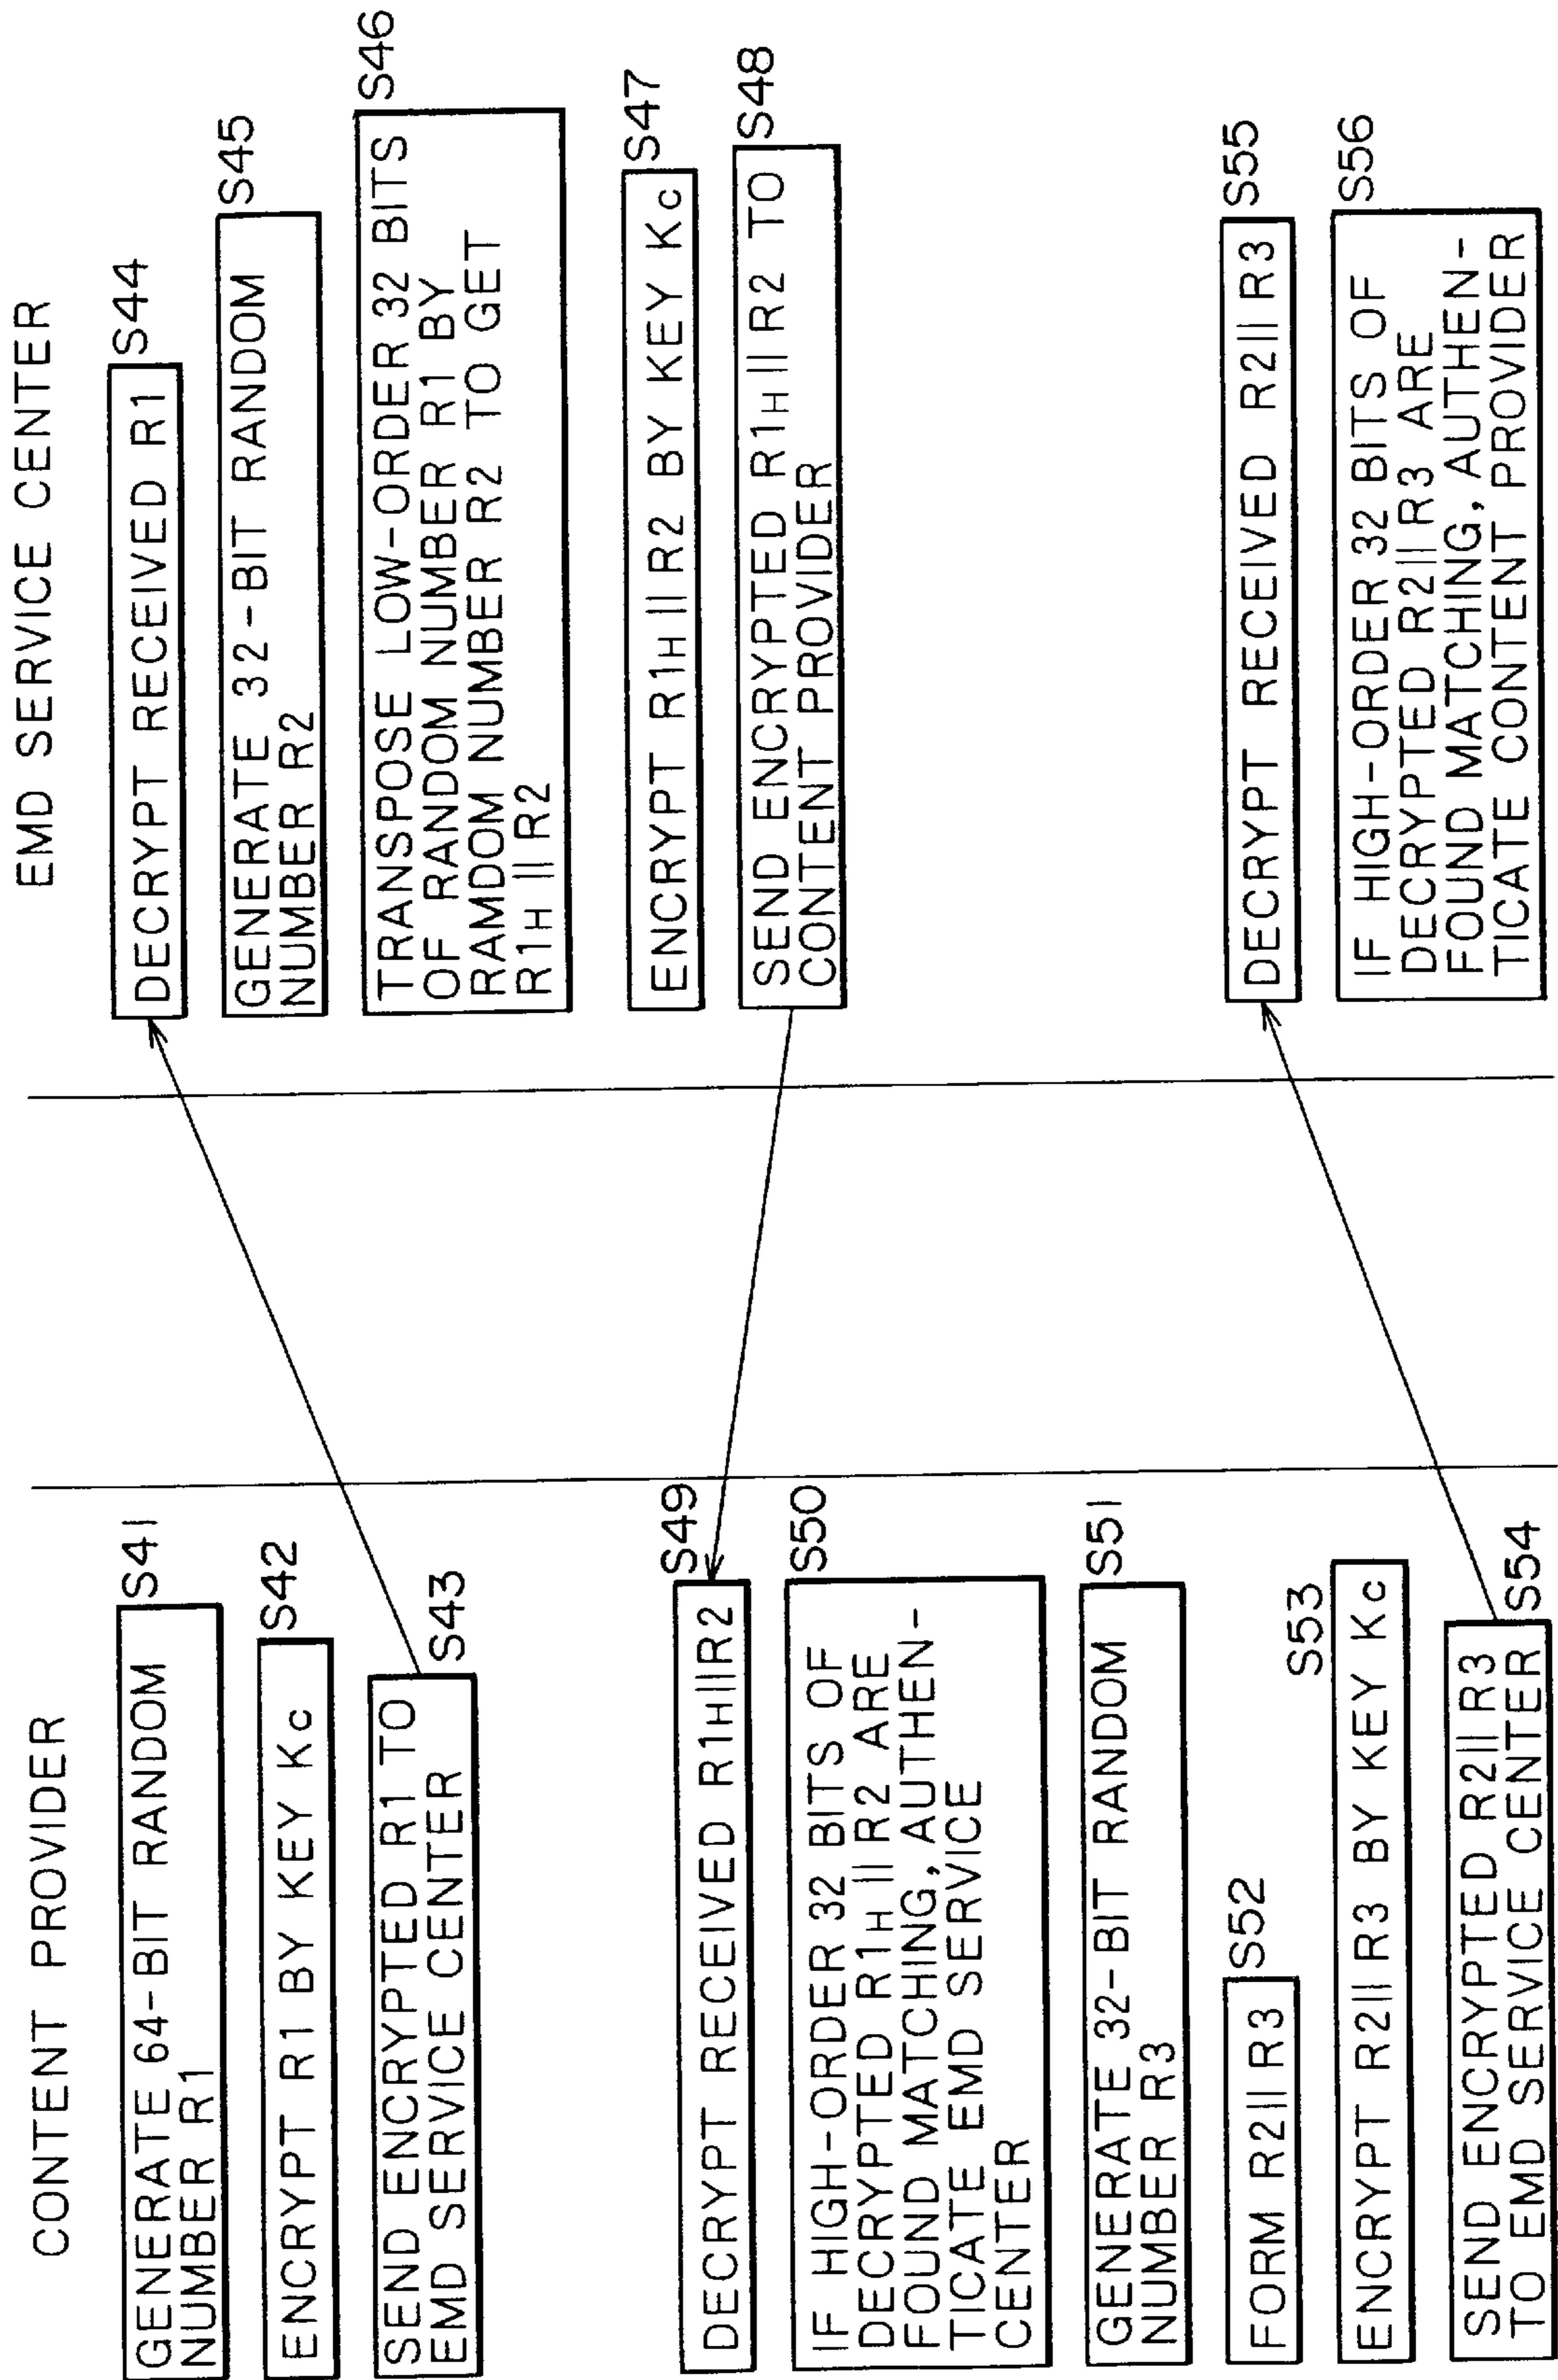 CONTENT PROVIDER
GENERATE 64-BIT RANDOM
NUMBER R1
S41
ENCRYPT R1 BY KEY Kc
S42
SEND ENCRYPTED R1 TO
EMD SERVICE CENTER
S43
DECRYPT RECEIVED R1H||R2
S49
IF HIGH-ORDER 32 BITS OF
DECRYPTED R1H||R2 ARE
FOUND MATCHING, AUTHEN-
TICATE EMD SERVICE
CENTER
S50
GENERATE 32-BIT RANDOM
NUMBER R3
S51
FORM R2||R3
S52
ENCRYPT R2||R3 BY KEY Kc
S53
SEND ENCRYPTED R2||R3
TO EMD SERVICE CENTER
S54
EMD SERVICE CENTER
DECRYPT RECEIVED R1
S44
GENERATE 32-BIT RANDOM
NUMBER R2
S45
TRANSPOSE LOW-ORDER 32 BITS
OF RANDOM NUMBER R1 BY
RAMDOM NUMBER R2 TO GET
R1H||R2
S46
ENCRYPT R1H||R2 BY KEY Kc
S47
SEND ENCRYPTED R1H||R2 TO
CONTENT PROVIDER
S48
DECRYPT RECEIVED R2||R3
S55
IF HIGH-ORDER 32 BITS OF
DECRYPTED R2||R3 ARE
FOUND MATCHING, AUTHEN-
TICATE CONTENT PROVIDER
S56